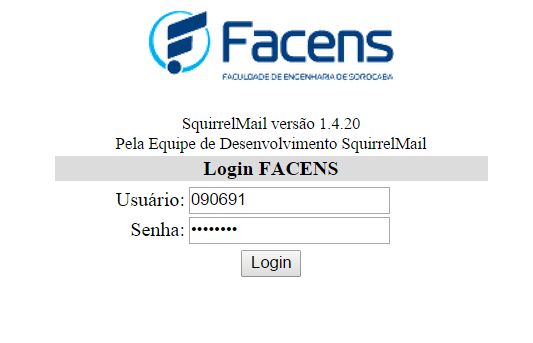 Facens
FACULDADE DE ENGENHARIA DE SOROCABA
SquirrelMail versão 1.4.20
Pela Equipe de Desenvolvimento SquirrelMail
Login FACENS
Usuário: 090691
Senha: ••••••••
Login